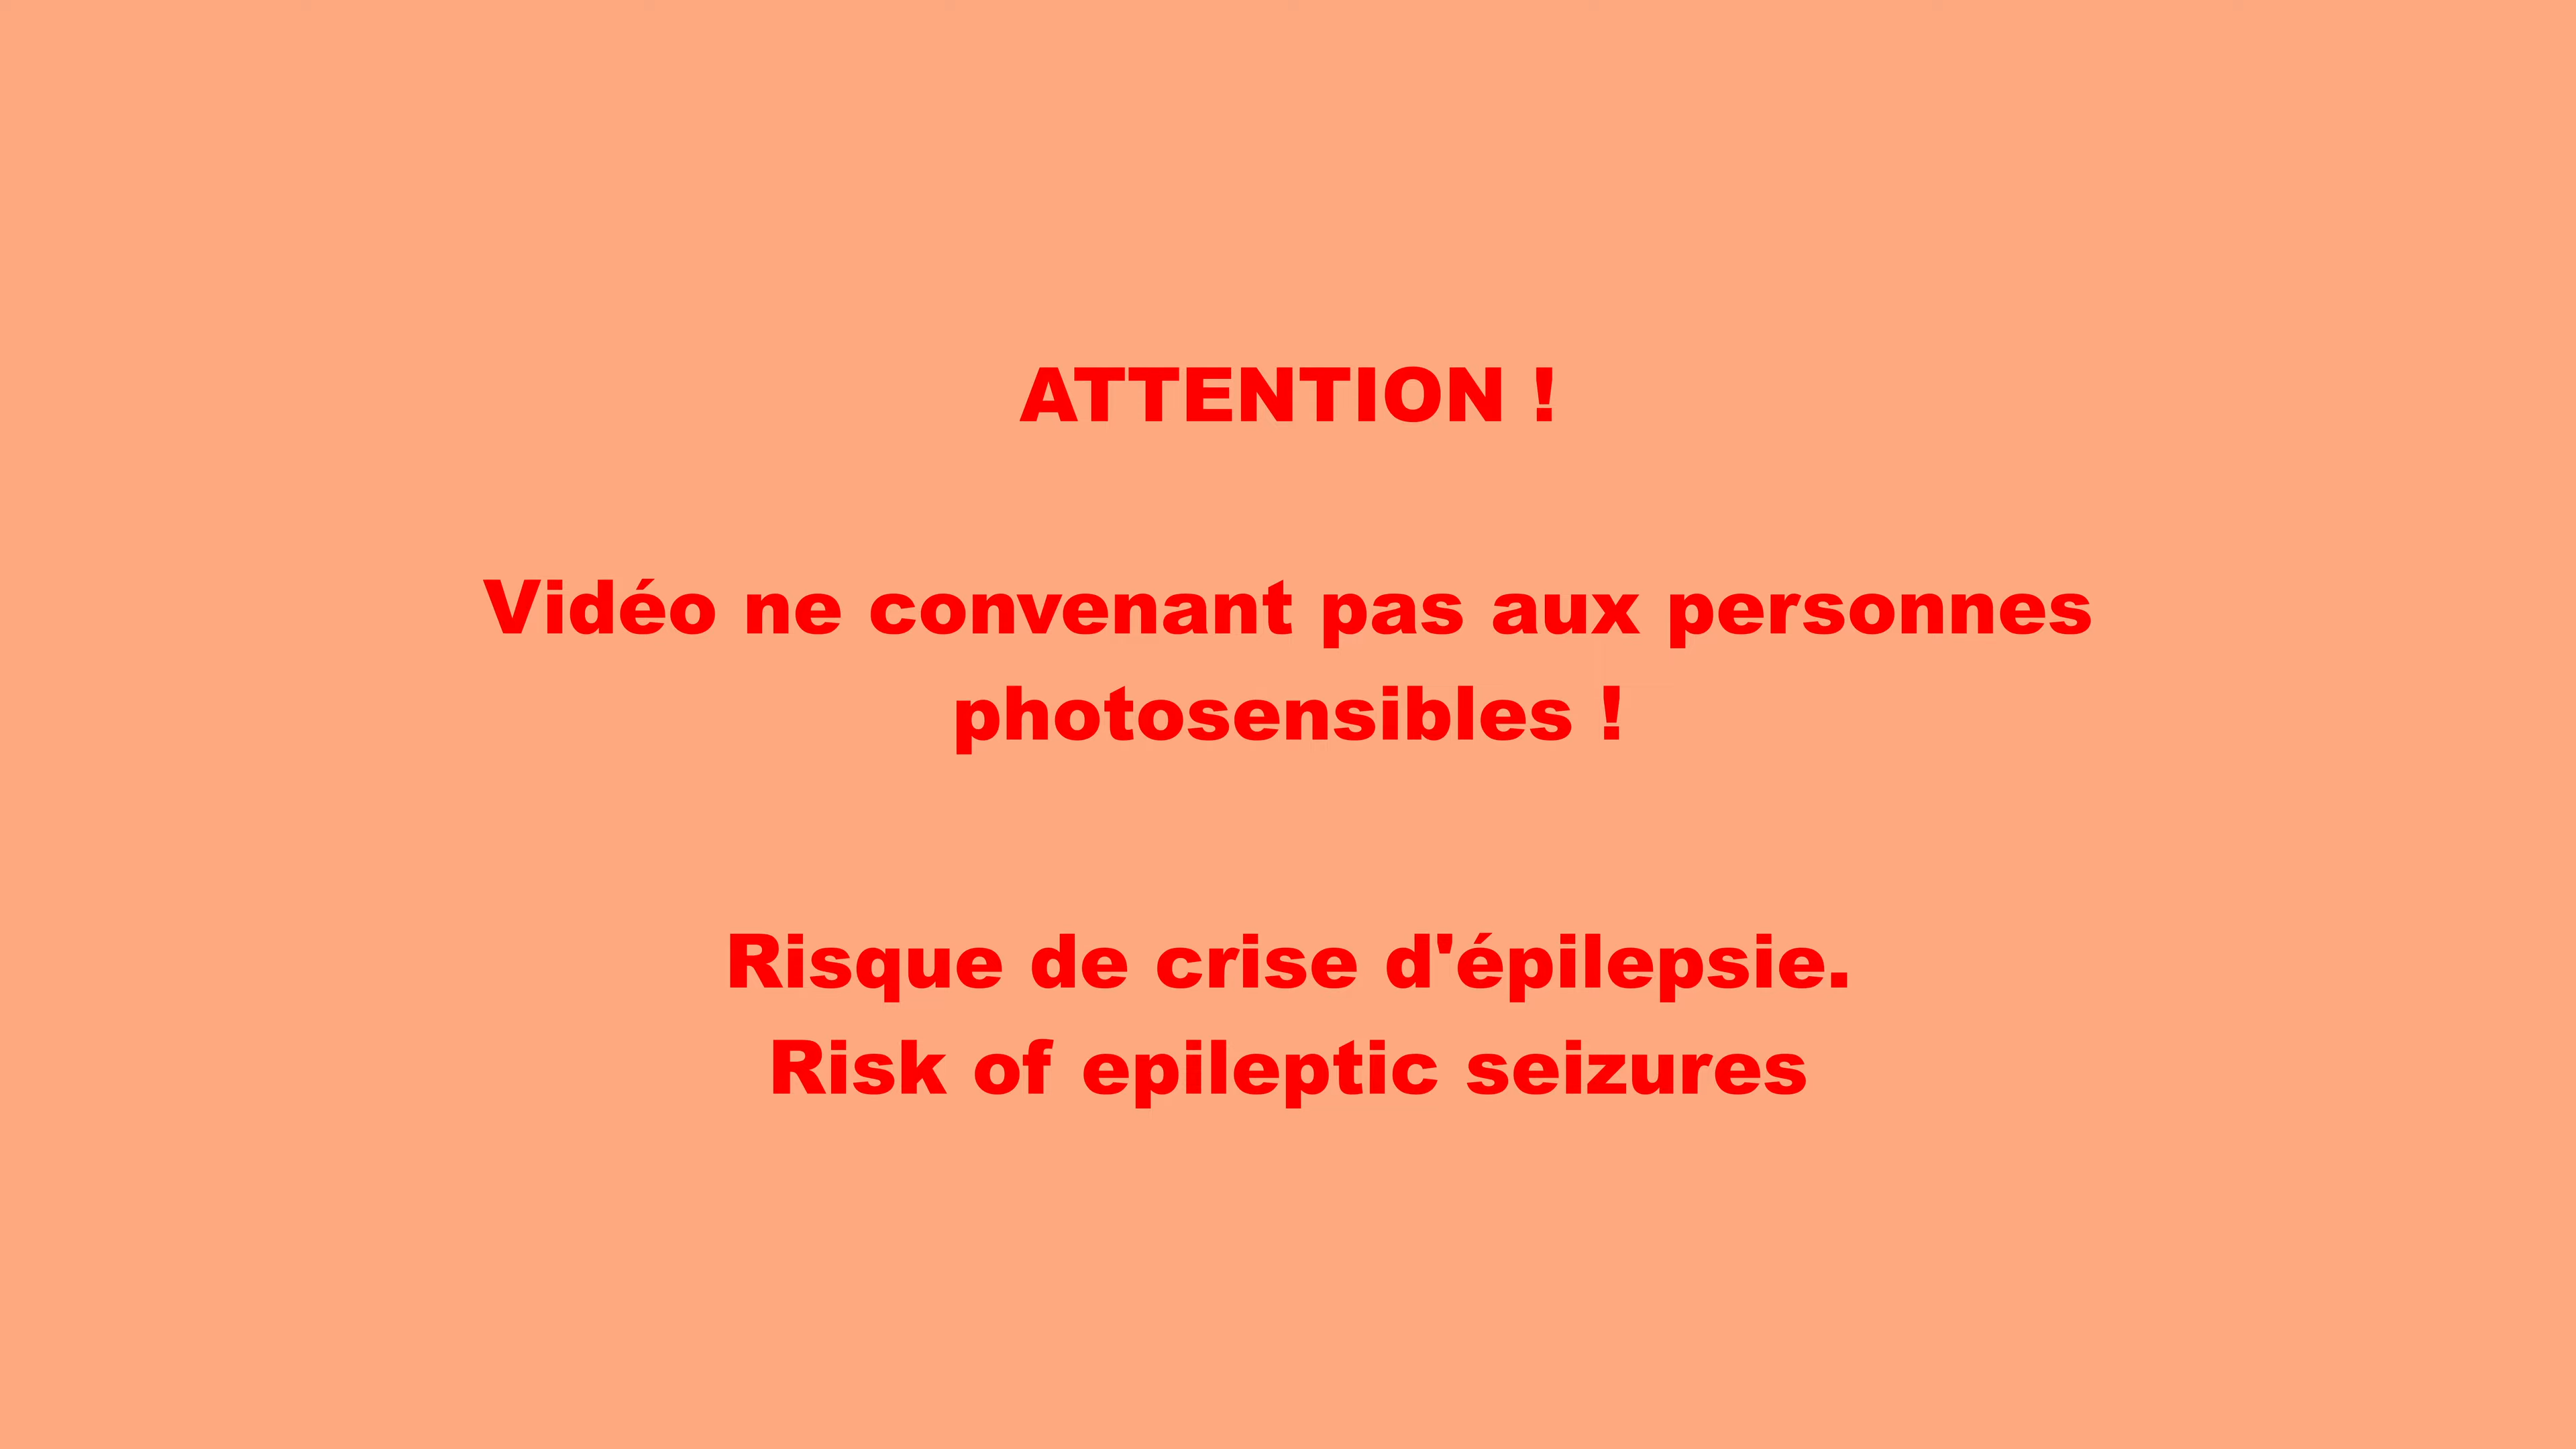 ATTENTION !
Vidéo ne convenant pas aux personnes
photosensibles !
Risque de crise d'épilepsie.
Risk of epileptic seizures